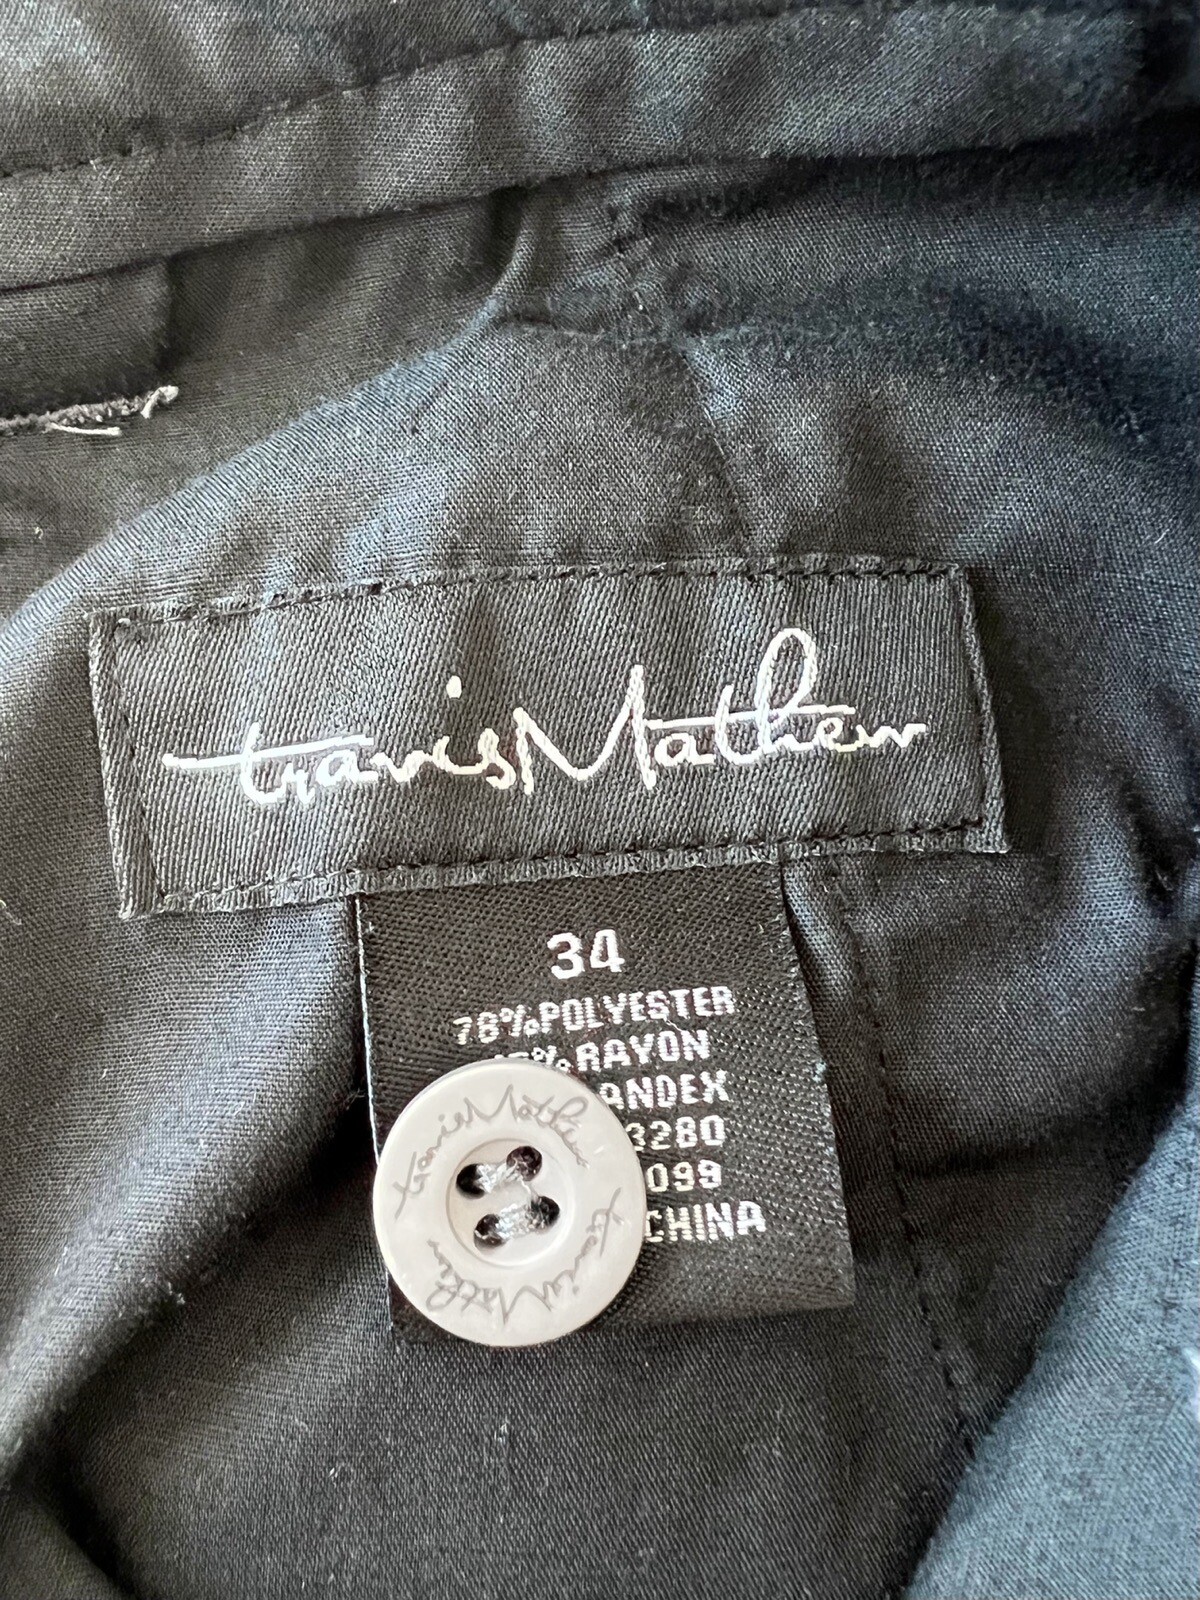 travisMathew
34
78%POLYESTER
%RAYON
ANDEX
3280
099
CHINA
travisMathew
travisMathew